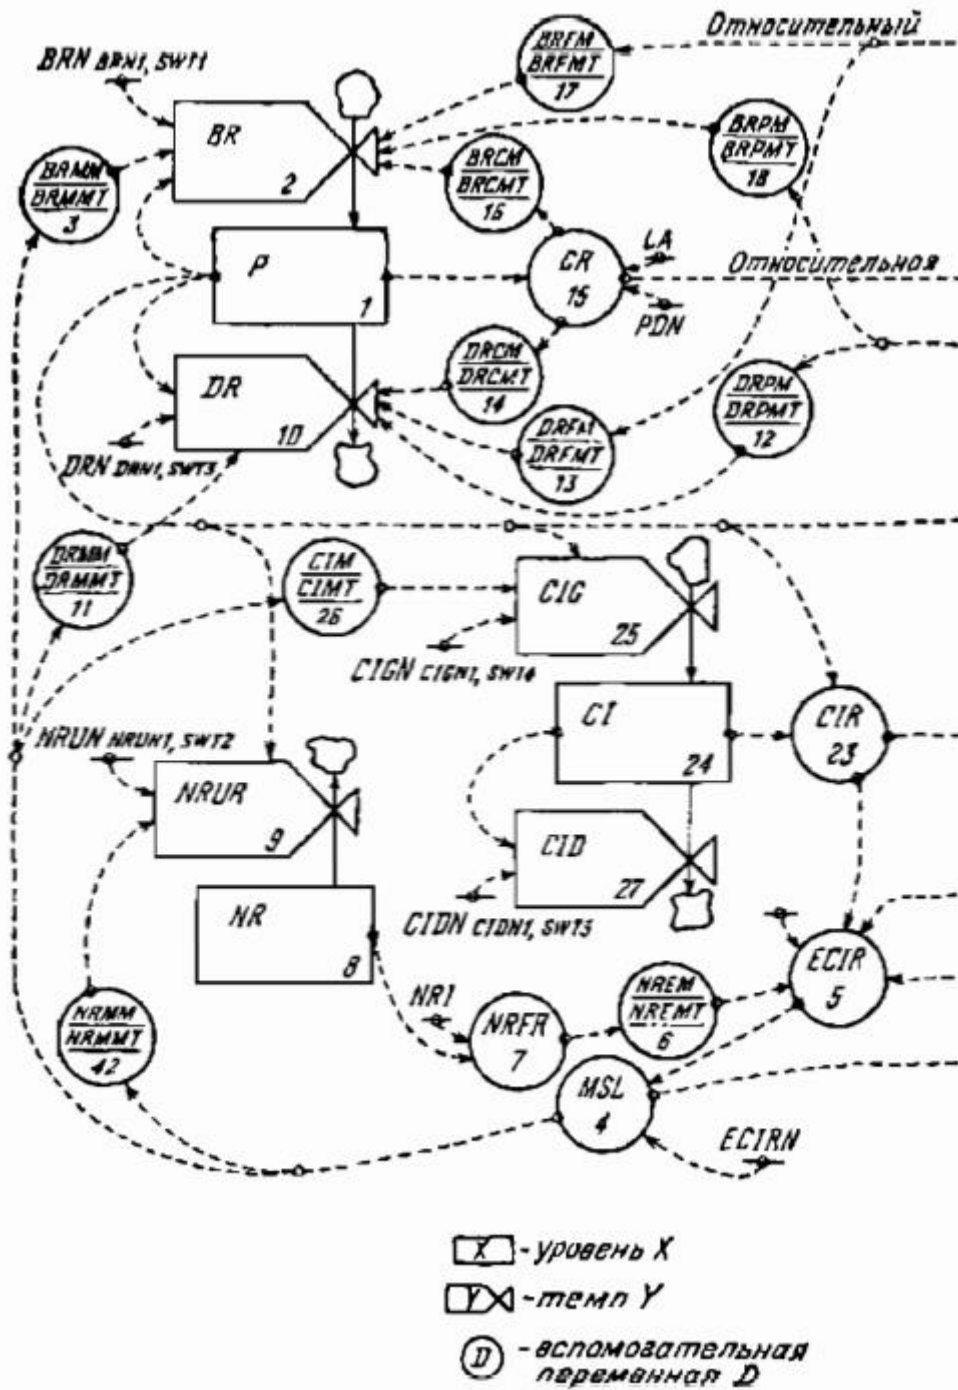 Относительный
BRFM
BRFMT
17
BRN BRN1, SWT1
BR
2
BRPM
BRPMT
18
BRMM
BRMMT
3
BRCM
BRCMT
16
P
1
CR
15
LA
Относительная
PDN
DR
10
DRCM
DRCMT
14
DRPM
DRPMT
12
DRFM
DRFMT
13
DRN DRN1, SWT3
DRMM
DRMMT
11
CIM
CIMT
26
CIG
25
CIGN CIGN1, SWT4
CI
24
CIR
23
NRUN NRUN1, SWT2
NRUR
9
CID
27
CIDN CIDN1, SWT5
NR
8
ECIR
5
NRI
NRFR
7
NREM
NREMT
6
NRMM
NRMMT
42
MSL
4
ECIRN
X - уровень X
Y - темп Y
D - вспомовательная
переменная D